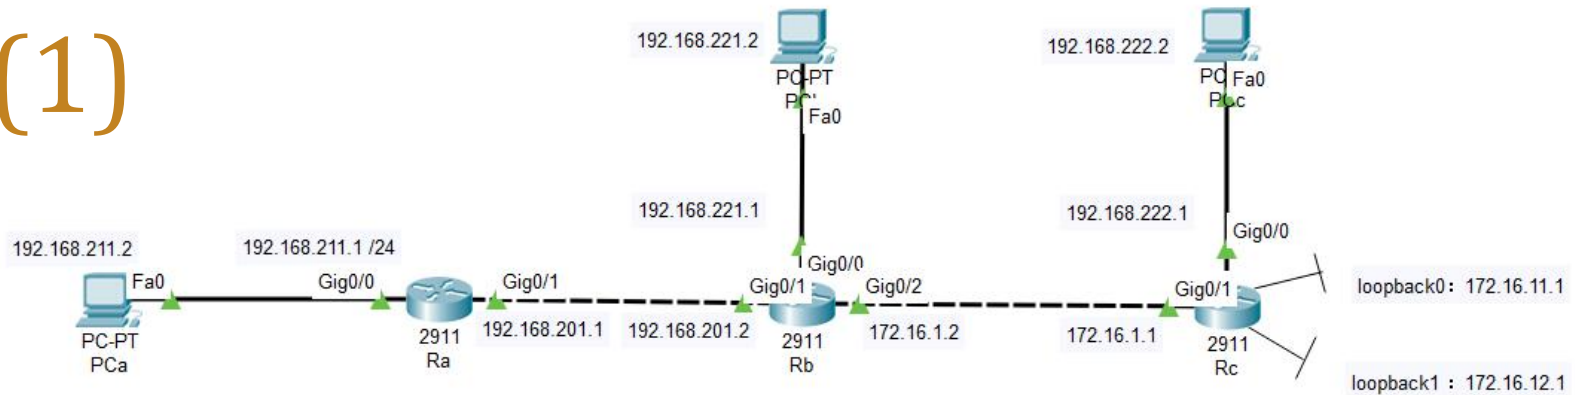 (1)
192.168.221.2
PC-PT
Fa0
192.168.222.2
Fa0
192.168.221.1
192.168.222.1
Gig0/0
192.168.211.2
192.168.211.1 /24
Fa0
Gig0/0
Gig0/1
Gig0/1
Gig0/0
Gig0/2
Gig0/1
loopback0: 172.16.11.1
PC-PT
PCa
2911
Ra
192.168.201.1
192.168.201.2
2911
Rb
172.16.1.2
172.16.1.1
2911
Rc
loopback1: 172.16.12.1